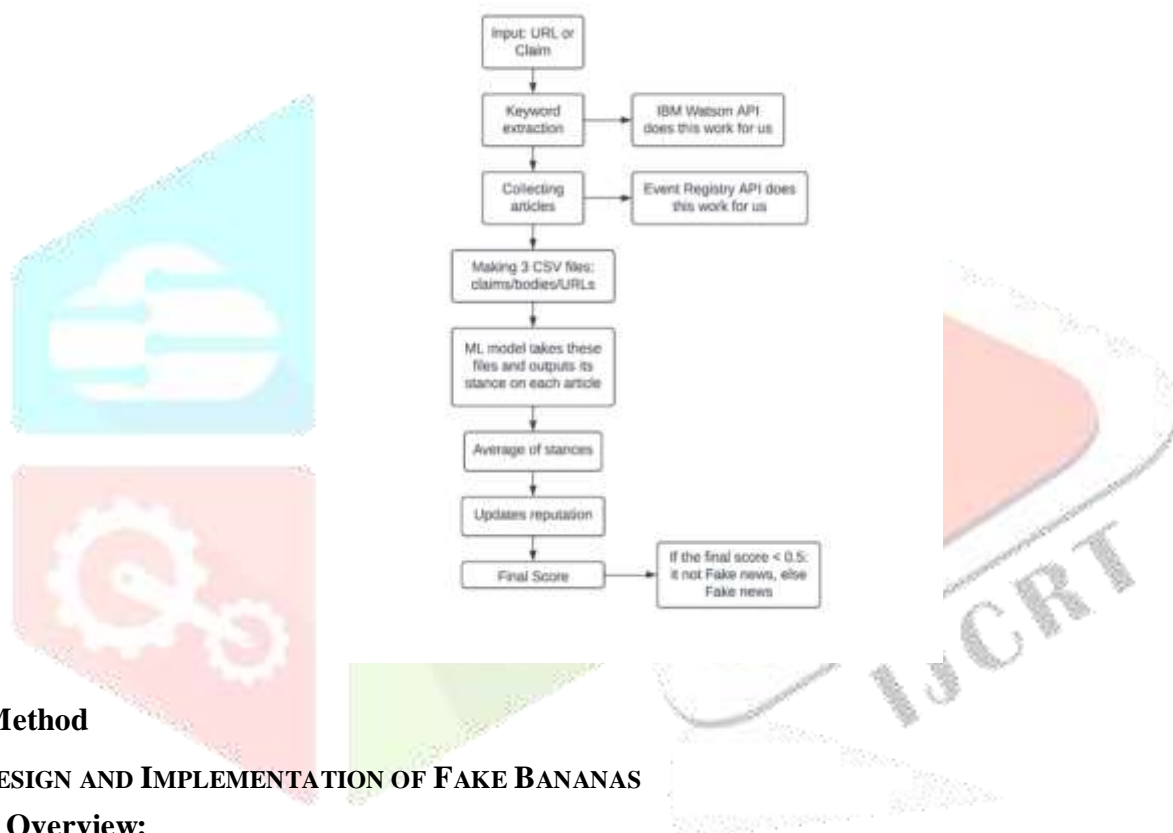 Input: URL or
Claim
Keyword
extraction
IBM Watson API
does this work for us
Collecting
articles
Event Registry API does
this work for us
Making 3 CSV files:
claims/bodies/URLs
ML model takes these
files and outputs its
stance on each article
Average of stances
Updates reputation
Final Score
If the final score < 0.5:
it not Fake news, else
Fake news
IJCRT
Method
ESIGN AND IMPLEMENTATION OF FAKE BANANAS
Overview: